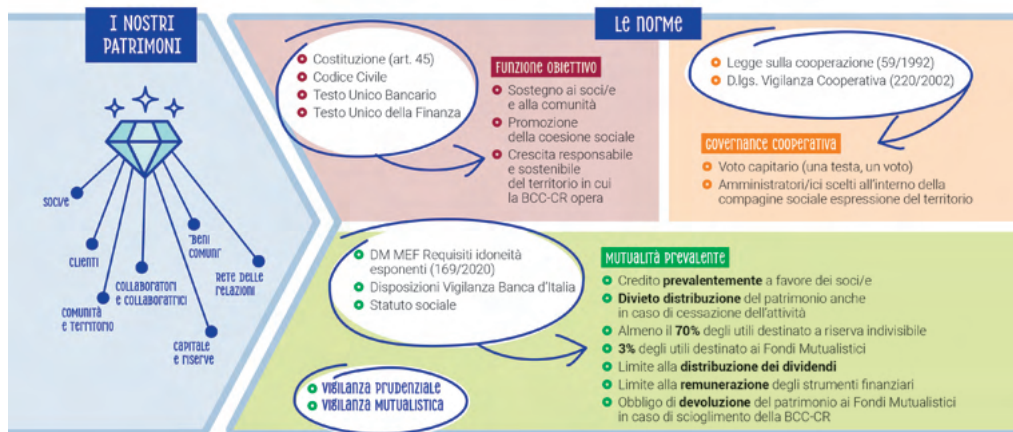 I NOSTRI
PATRIMONI
SOCI/E
CLIENTI
COMUNITÀ
E TERRITORIO
COLLABORATORI
E COLLABORATRICI
"BENI
COMUNI"
CAPITALE
E RISERVE
RETE DELLE
RELAZIONI
LE NORME
Costituzione (art. 45)
Codice Civile
Testo Unico Bancario
Testo Unico della Finanza
FUNZIONE OBIETTIVO
Sostegno ai soci/e
e alla comunità
Promozione
della coesione sociale
Crescita responsabile
e sostenibile
del territorio in cui
la BCC-CR opera
Legge sulla cooperazione (59/1992)
D.lgs. Vigilanza Cooperativa (220/2002)
GOVERNANCE COOPERATIVA
Voto capitario (una testa, un voto)
Amministratori/ici scelti all'interno della
compagine sociale espressione del territorio
DM MEF Requisiti idoneità
esponenti (169/2020)
Disposizioni Vigilanza Banca d'Italia
Statuto sociale
VIGILANZA PRUDENZIALE
VIGILANZA MUTUALISTICA
MUTUALITÀ PREVALENTE
Credito prevalentemente a favore dei soci/e
Divieto distribuzione del patrimonio anche
in caso di cessazione dell'attività
Almeno il 70% degli utili destinato a riserva indivisibile
3% degli utili destinato ai Fondi Mutualistici
Limite alla distribuzione dei dividendi
Limite alla remunerazione degli strumenti finanziari
Obbligo di devoluzione del patrimonio ai Fondi Mutualistici
in caso di scioglimento della BCC-CR